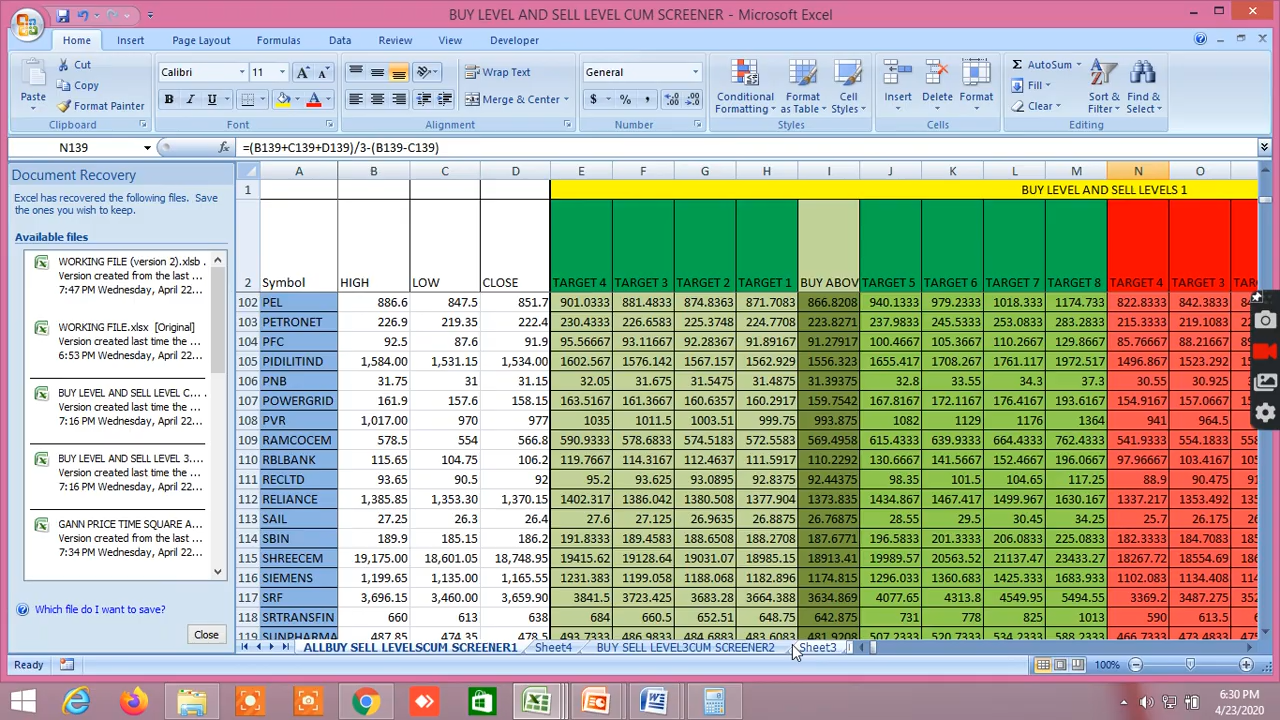 BUY LEVEL AND SELL LEVEL CUM SCREENER - Microsoft Excel
Home Insert Page Layout Formulas Data Review View Developer
Paste
Cut
Copy
Format Painter
Clipboard
Calibri 11
B I U
Font
Wrap Text
Merge & Center
Alignment
General
$ % ,
Number
Conditional Formatting
Format as Table
Cell Styles
Styles
Insert Delete Format
Cells
AutoSum
Fill
Clear
Sort & Filter
Find & Select
Editing
N139 fx =(B139+C139+D139)/3-(B139-C139)
Document Recovery
Excel has recovered the following files. Save
the ones you wish to keep.
Available files
WORKING FILE (version 2).xlsb
Version created from the last ...
7:47 PM Wednesday, April 22...
WORKING FILE.xlsx [Original]
Version created from the last ...
6:53 PM Wednesday, April 22...
BUY LEVEL AND SELL LEVEL C...
Version created last time the ...
7:16 PM Wednesday, April 22...
BUY LEVEL AND SELL LEVEL 3....
Version created last time the ...
7:16 PM Wednesday, April 22...
GANN PRICE TIME SQUARE A...
Version created last time the ...
7:34 PM Wednesday, April 22...
Which file do I want to save?
Close
A B C D E F G H I J K L M N O
1 BUY LEVEL AND SELL LEVELS 1
2 Symbol HIGH LOW CLOSE TARGET 4 TARGET 3 TARGET 2 TARGET 1 BUY ABOV TARGET 5 TARGET 6 TARGET 7 TARGET 8 TARGET 4 TARGET 3
102 PEL 886.6 847.5 851.7 901.0333 881.4833 874.8363 871.7083 866.8208 940.1333 979.2333 1018.333 1174.733 822.8333 842.3833
103 PETRONET 226.9 219.35 222.4 230.4333 226.6583 225.3748 224.7708 223.8271 237.9833 245.5333 253.0833 283.2833 215.3333 219.1083
104 PFC 92.5 87.6 91.9 95.56667 93.11667 92.28367 91.89167 91.27917 100.4667 105.3667 110.2667 129.8667 85.76667 88.21667
105 PIDILITIND 1,584.00 1,531.15 1,534.00 1602.567 1576.142 1567.157 1562.929 1556.323 1655.417 1708.267 1761.117 1972.517 1496.867 1523.292
106 PNB 31.75 31 31.15 32.05 31.675 31.5475 31.4875 31.39375 32.8 33.55 34.3 37.3 30.55 30.925
107 POWERGRID 161.9 157.6 158.15 163.5167 161.3667 160.6357 160.2917 159.7542 167.8167 172.1167 176.4167 193.6167 154.9167 157.0667
108 PVR 1,017.00 970 977 1035 1011.5 1003.51 999.75 993.875 1082 1129 1176 1364 941 964.5
109 RAMCOCEM 578.5 554 566.8 590.9333 578.6833 574.5183 572.5583 569.4958 615.4333 639.9333 664.4333 762.4333 541.9333 554.1833
110 RBLBANK 115.65 104.75 106.2 119.7667 114.3167 112.4637 111.5917 110.2292 130.6667 141.5667 152.4667 196.0667 97.96667 103.4167
111 RECLTD 93.65 90.5 92 95.2 93.625 93.0895 92.8375 92.44375 98.35 101.5 104.65 117.25 88.9 90.475
112 RELIANCE 1,385.85 1,353.30 1,370.15 1402.317 1386.042 1380.508 1377.904 1373.835 1434.867 1467.417 1499.967 1630.167 1337.217 1353.492
113 SAIL 27.25 26.3 26.4 27.6 27.125 26.9635 26.8875 26.76875 28.55 29.5 30.45 34.25 25.7 26.175
114 SBIN 189.9 185.15 186.2 191.8333 189.4583 188.6508 188.2708 187.6771 196.5833 201.3333 206.0833 225.0833 182.3333 184.7083
115 SHREECEM 19,175.00 18,601.05 18,748.95 19415.62 19128.64 19031.07 18985.15 18913.41 19989.57 20563.52 21137.47 23433.27 18267.72 18554.69
116 SIEMENS 1,199.65 1,135.00 1,165.55 1231.383 1199.058 1188.068 1182.896 1174.815 1296.033 1360.683 1425.333 1683.933 1102.083 1134.408
117 SRF 3,696.15 3,460.00 3,659.90 3841.5 3723.425 3683.28 3664.388 3634.869 4077.65 4313.8 4549.95 5494.55 3369.2 3487.275
118 SRTRANSFIN 660 613 638 684 660.5 652.51 648.75 642.875 731 778 825 1013 590 613.5
119 SUNPHARMA 487.85 474.35 478.5 493.7333 486.9833 484.6883 483.6083 481.9208 507.2333 520.7333 534.2333 588.2333 466.7333 473.4833
ALLBUY SELL LEVELSCUM SCREENER1 Sheet4 BUY SELL LEVEL3CUM SCREENER2 Sheet3
Ready 100%
6:30 PM
4/23/2020